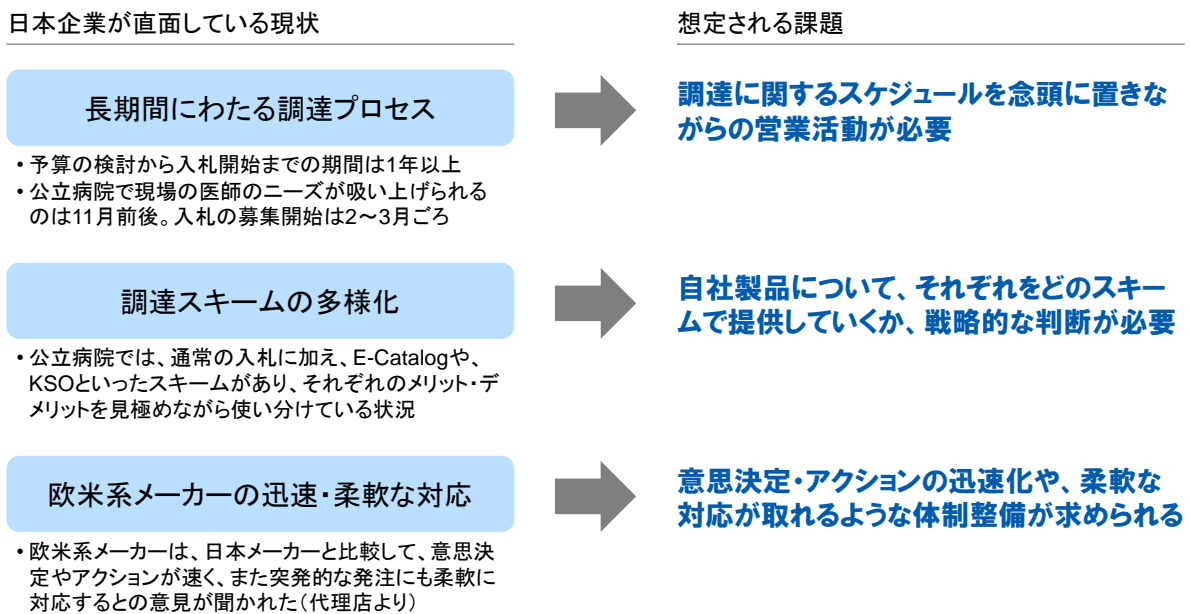 日本企業が直面している現状
想定される課題
長期間にわたる調達プロセス
調達に関するスケジュールを念頭に置きな
がらの営業活動が必要
・予算の検討から入札開始までの期間は1年以上
・公立病院で現場の医師のニーズが吸い上げられる
のは11月前後。入札の募集開始は2～3月ごろ
調達スキームの多様化
自社製品について、それぞれをどのスキー
ムで提供していくか、戦略的な判断が必要
・公立病院では、通常の入札に加え、E-Catalogや、
KSOといったスキームがあり、それぞれのメリット・デ
メリットを見極めながら使い分けている状況
欧米系メーカーの迅速・柔軟な対応
意思決定・アクションの迅速化や、柔軟な
対応が取れるような体制整備が求められる
・欧米系メーカーは、日本メーカーと比較して、意思決
定やアクションが速く、また突発的な発注にも柔軟に
対応するとの意見が聞かれた（代理店より）